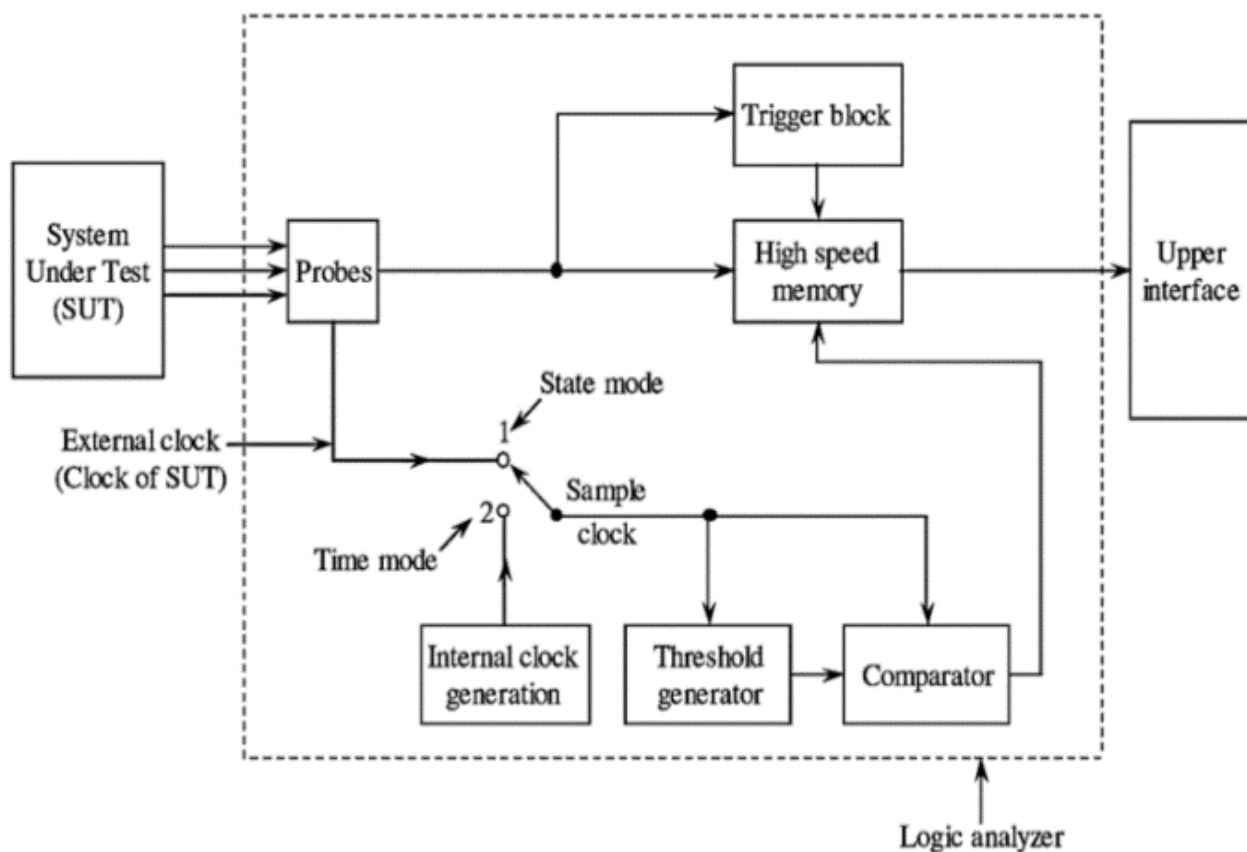 Trigger block
System
Under Test
(SUT)
Probes
High speed
memory
Upper
interface
State mode
1
External clock
(Clock of SUT)
Sample
clock
2
Time mode
Internal clock
generation
Threshold
generator
Comparator
Logic analyzer